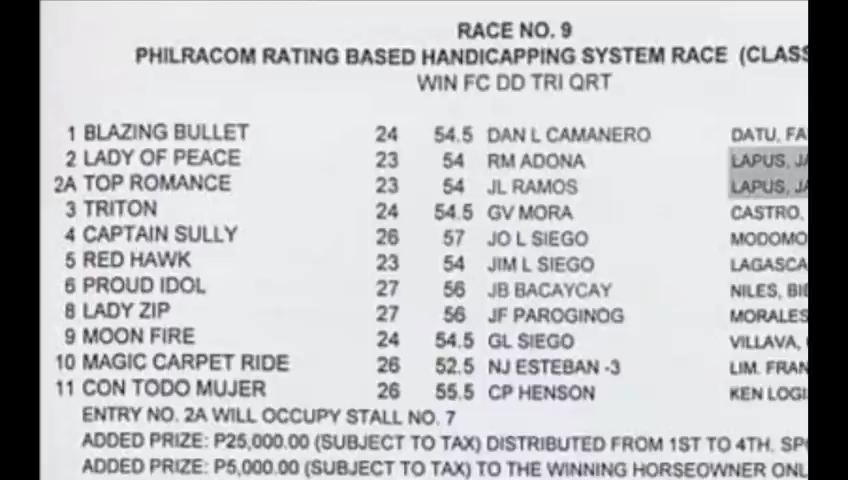 RACE NO. 9
PHILRACOM RATING BASED HANDICAPPING SYSTEM RACE (CLASS
WIN FC DD TRI QRT
1 BLAZING BULLET 24 54.5 DAN L CAMANERO DATU, FA
2 LADY OF PEACE 23 54 RM ADONA LAPUS, JA
2A TOP ROMANCE 23 54 JL RAMOS LAPUS, JA
3 TRITON 24 54.5 GV MORA CASTRO,
4 CAPTAIN SULLY 26 57 JO L SIEGO MODOMO
5 RED HAWK 23 54 JIM L SIEGO LAGASCA
6 PROUD IDOL 27 56 JB BACAYCAY NILES, BIE
8 LADY ZIP 27 56 JF PAROGINOG MORALES
9 MOON FIRE 24 54.5 GL SIEGO VILLAVA,
10 MAGIC CARPET RIDE 26 52.5 NJ ESTEBAN -3 LIM. FRAN
11 CON TODO MUJER 26 55.5 CP HENSON KEN LOGI
ENTRY NO. 2A WILL OCCUPY STALL NO. 7
ADDED PRIZE: P25,000.00 (SUBJECT TO TAX) DISTRIBUTED FROM 1ST TO 4TH. SPO
ADDED PRIZE: P5,000.00 (SUBJECT TO TAX) TO THE WINNING HORSEOWNER ONL